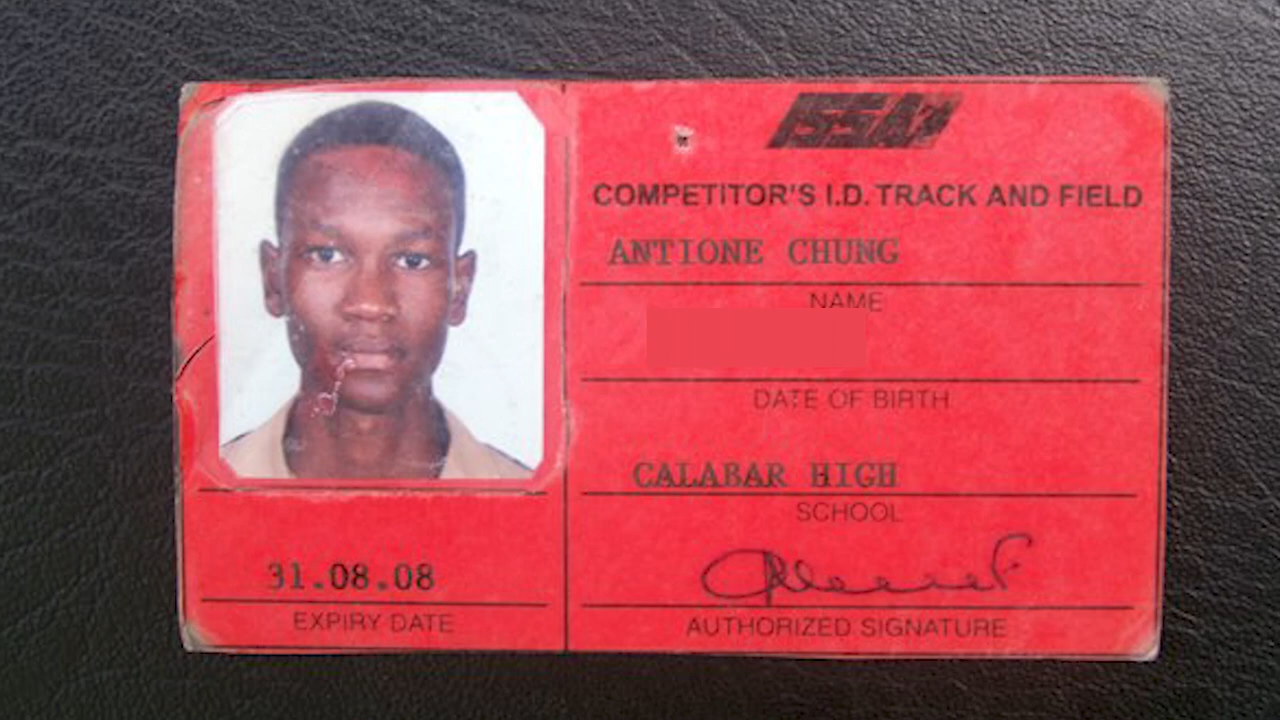 ISSA
COMPETITOR'S I.D. TRACK AND FIELD
ANTIONE CHUNG
NAME
DATE OF BIRTH
CALABAR HIGH
SCHOOL
AUTHORIZED SIGNATURE
31.08.08
EXPIRY DATE